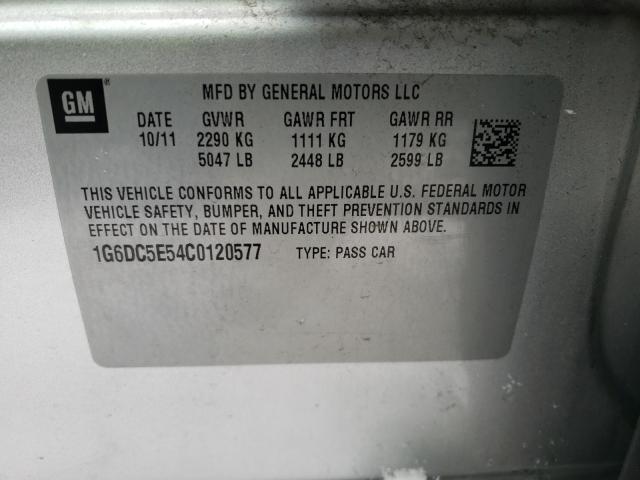 GM
MFD BY GENERAL MOTORS LLC
DATE GVWR GAWR FRT GAWR RR
10/11 2290 KG 1111 KG 1179 KG
5047 LB 2448 LB 2599 LB
THIS VEHICLE CONFORMS TO ALL APPLICABLE U.S. FEDERAL MOTOR
VEHICLE SAFETY, BUMPER, AND THEFT PREVENTION STANDARDS IN
EFFECT ON THE DATE OF MANUFACTURE SHOWN ABOVE.
1G6DC5E54C0120577 TYPE: PASS CAR